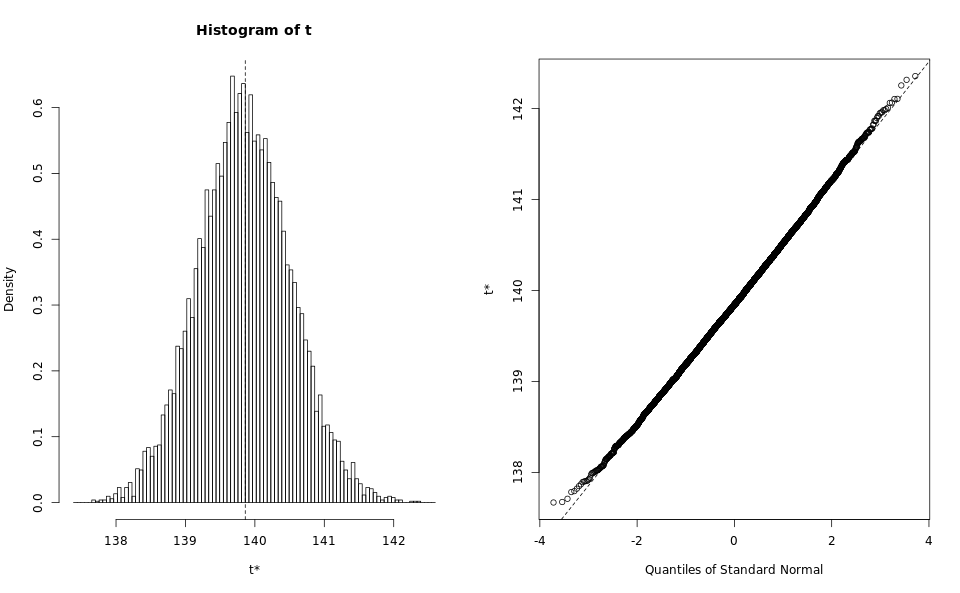 Histogram of t
Density
0.0 0.1 0.2 0.3 0.4 0.5 0.6
138 139 140 141 142
t*
t*
138 139 140 141 142
-4 -2 0 2 4
Quantiles of Standard Normal